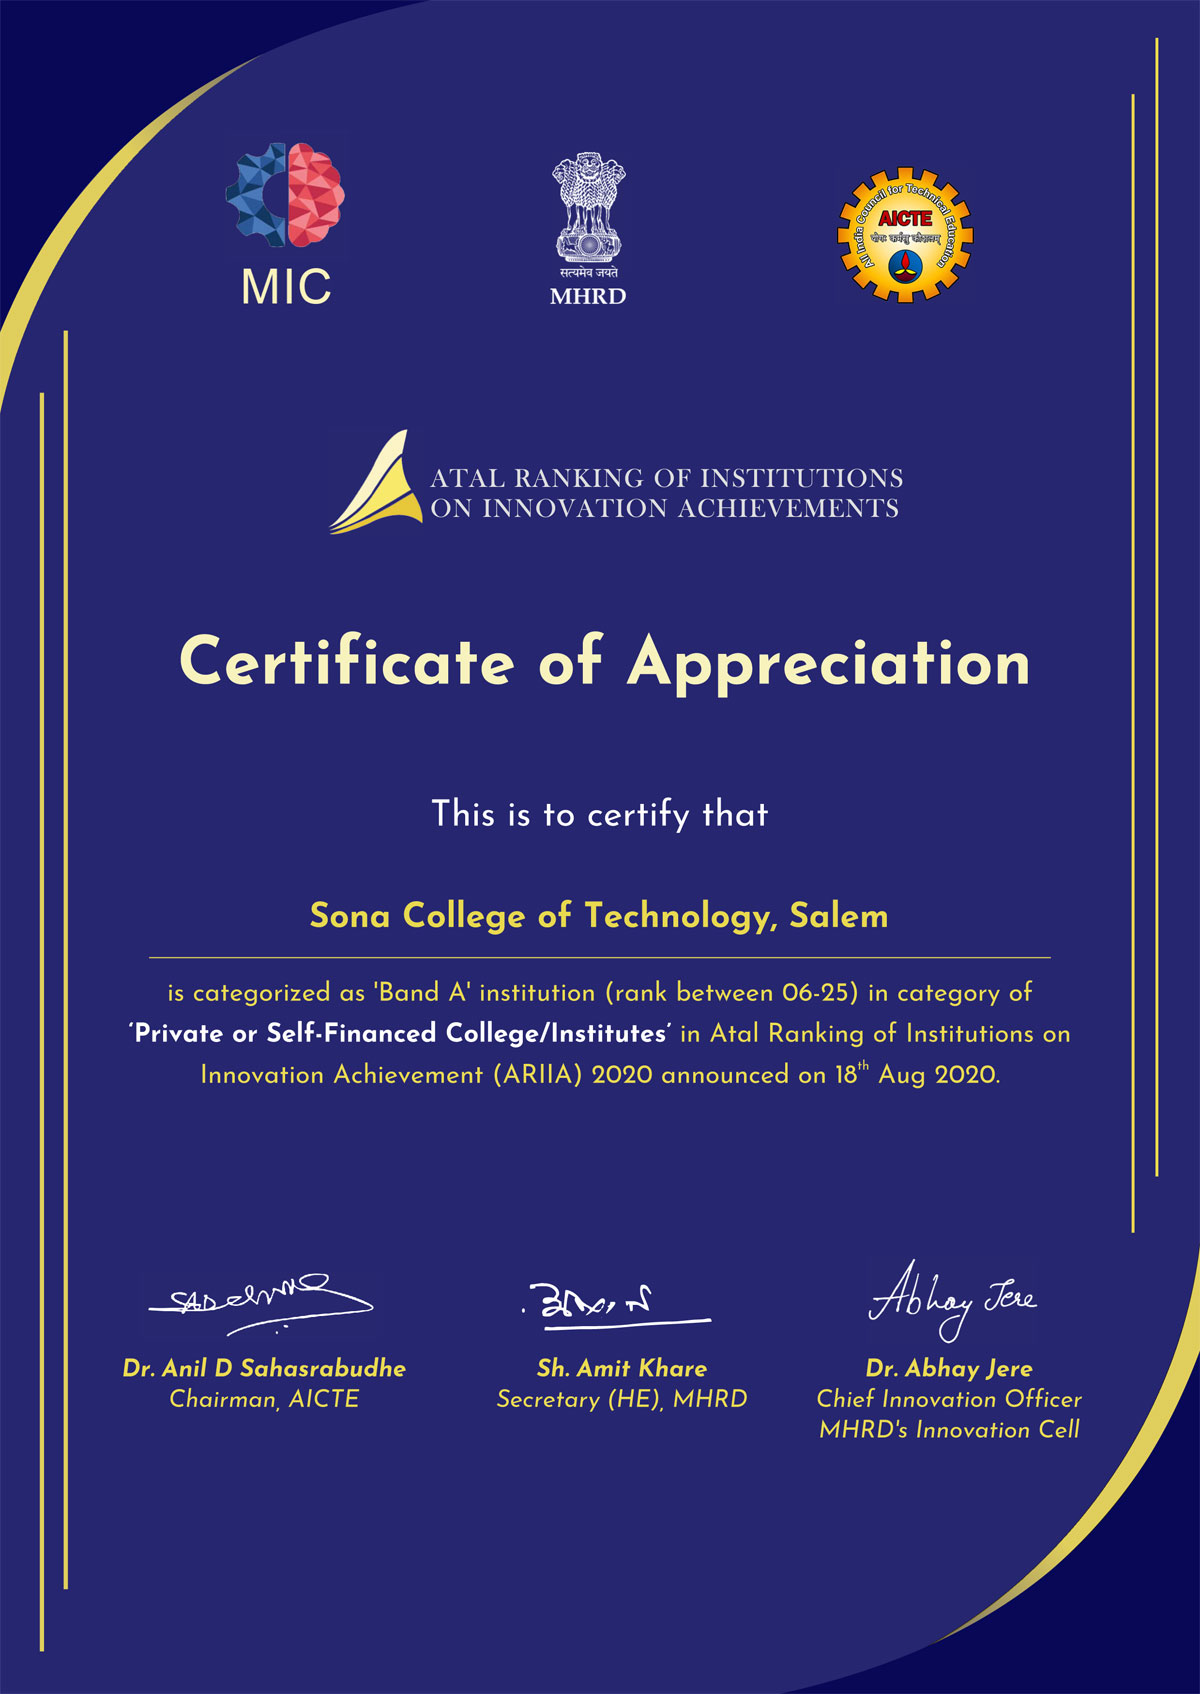 MIC
सत्यमेव जयते
MHRD
All India Council for Technical Education
AICTE
योगः कर्मसु कौशलम्
ATAL RANKING OF INSTITUTIONS
ON INNOVATION ACHIEVEMENTS
Certificate of Appreciation
This is to certify that
Sona College of Technology, Salem
is categorized as 'Band A' institution (rank between 06-25) in category of
‘Private or Self-Financed College/Institutes’ in Atal Ranking of Institutions on
Innovation Achievement (ARIIA) 2020 announced on 18th Aug 2020.
Abhay Jere
Dr. Anil D Sahasrabudhe
Chairman, AICTE
Sh. Amit Khare
Secretary (HE), MHRD
Dr. Abhay Jere
Chief Innovation Officer
MHRD's Innovation Cell